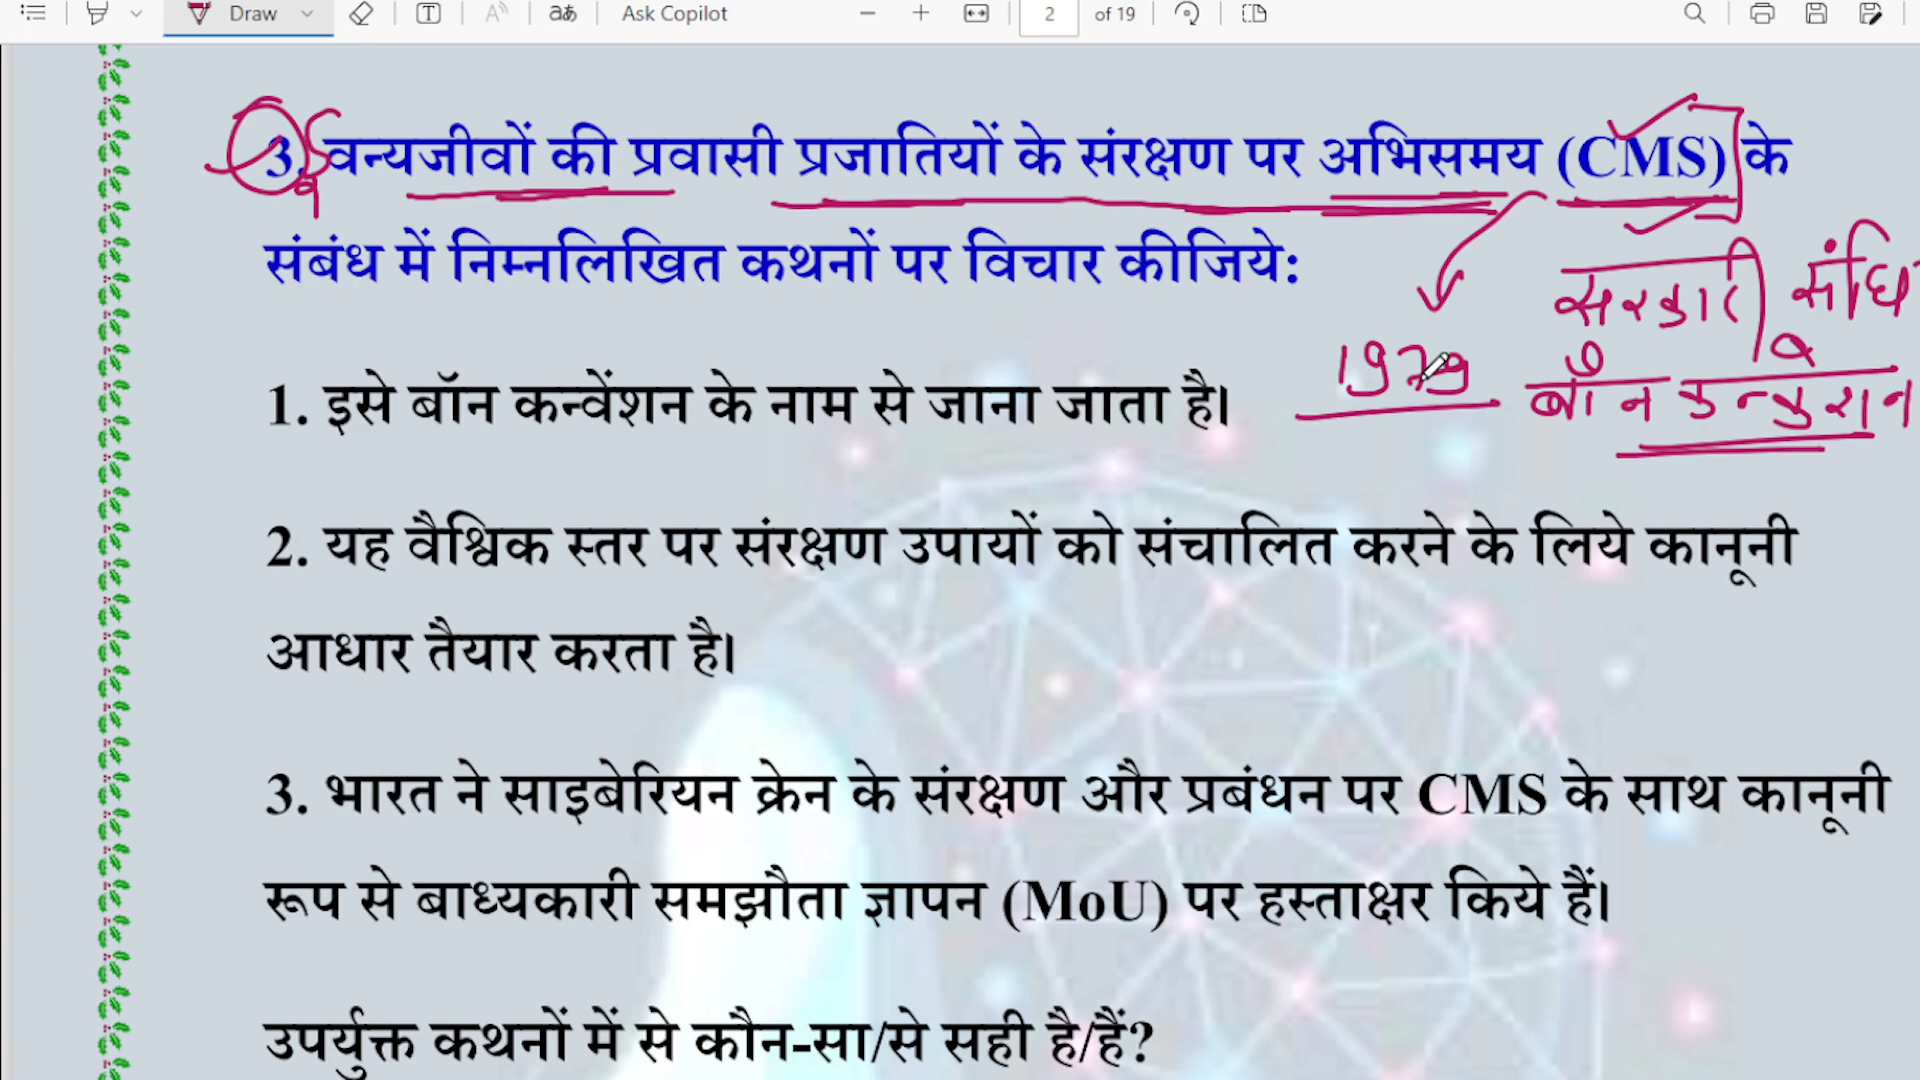 Draw
Ask Copilot
2 of 19
3. वन्यजीवों की प्रवासी प्रजातियों के संरक्षण पर अभिसमय (CMS) के
संबंध में निम्नलिखित कथनों पर विचार कीजिये:
सरकारी संधि
1979
बॉन कन्वेंशन
1. इसे बॉन कन्वेंशन के नाम से जाना जाता है।
2. यह वैश्विक स्तर पर संरक्षण उपायों को संचालित करने के लिये कानूनी
आधार तैयार करता है।
3. भारत ने साइबेरियन क्रेन के संरक्षण और प्रबंधन पर CMS के साथ कानूनी
रूप से बाध्यकारी समझौता ज्ञापन (MoU) पर हस्ताक्षर किये हैं।
उपर्युक्त कथनों में से कौन-सा/से सही है/हैं?